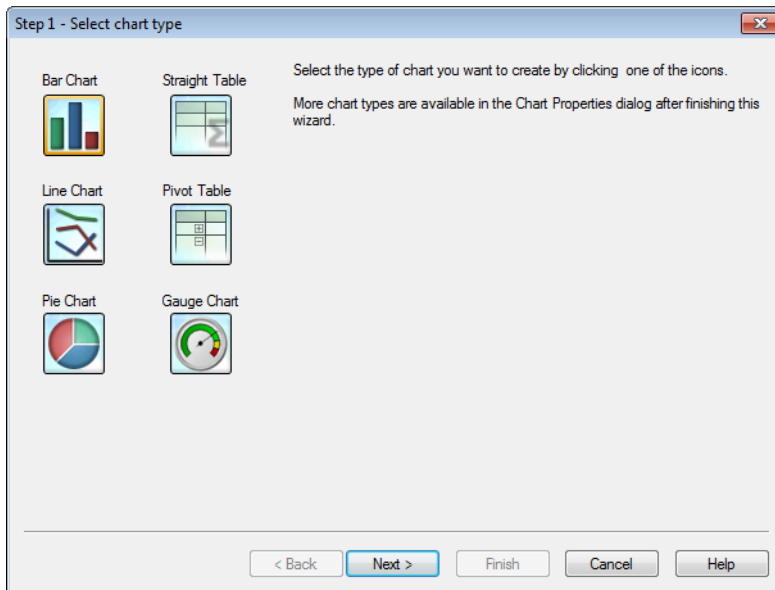 Step 1 - Select chart type
Bar Chart
Straight Table
Select the type of chart you want to create by clicking one of the icons.
More chart types are available in the Chart Properties dialog after finishing this
wizard.
Line Chart
Pivot Table
Pie Chart
Gauge Chart
< Back
Next >
Finish
Cancel
Help